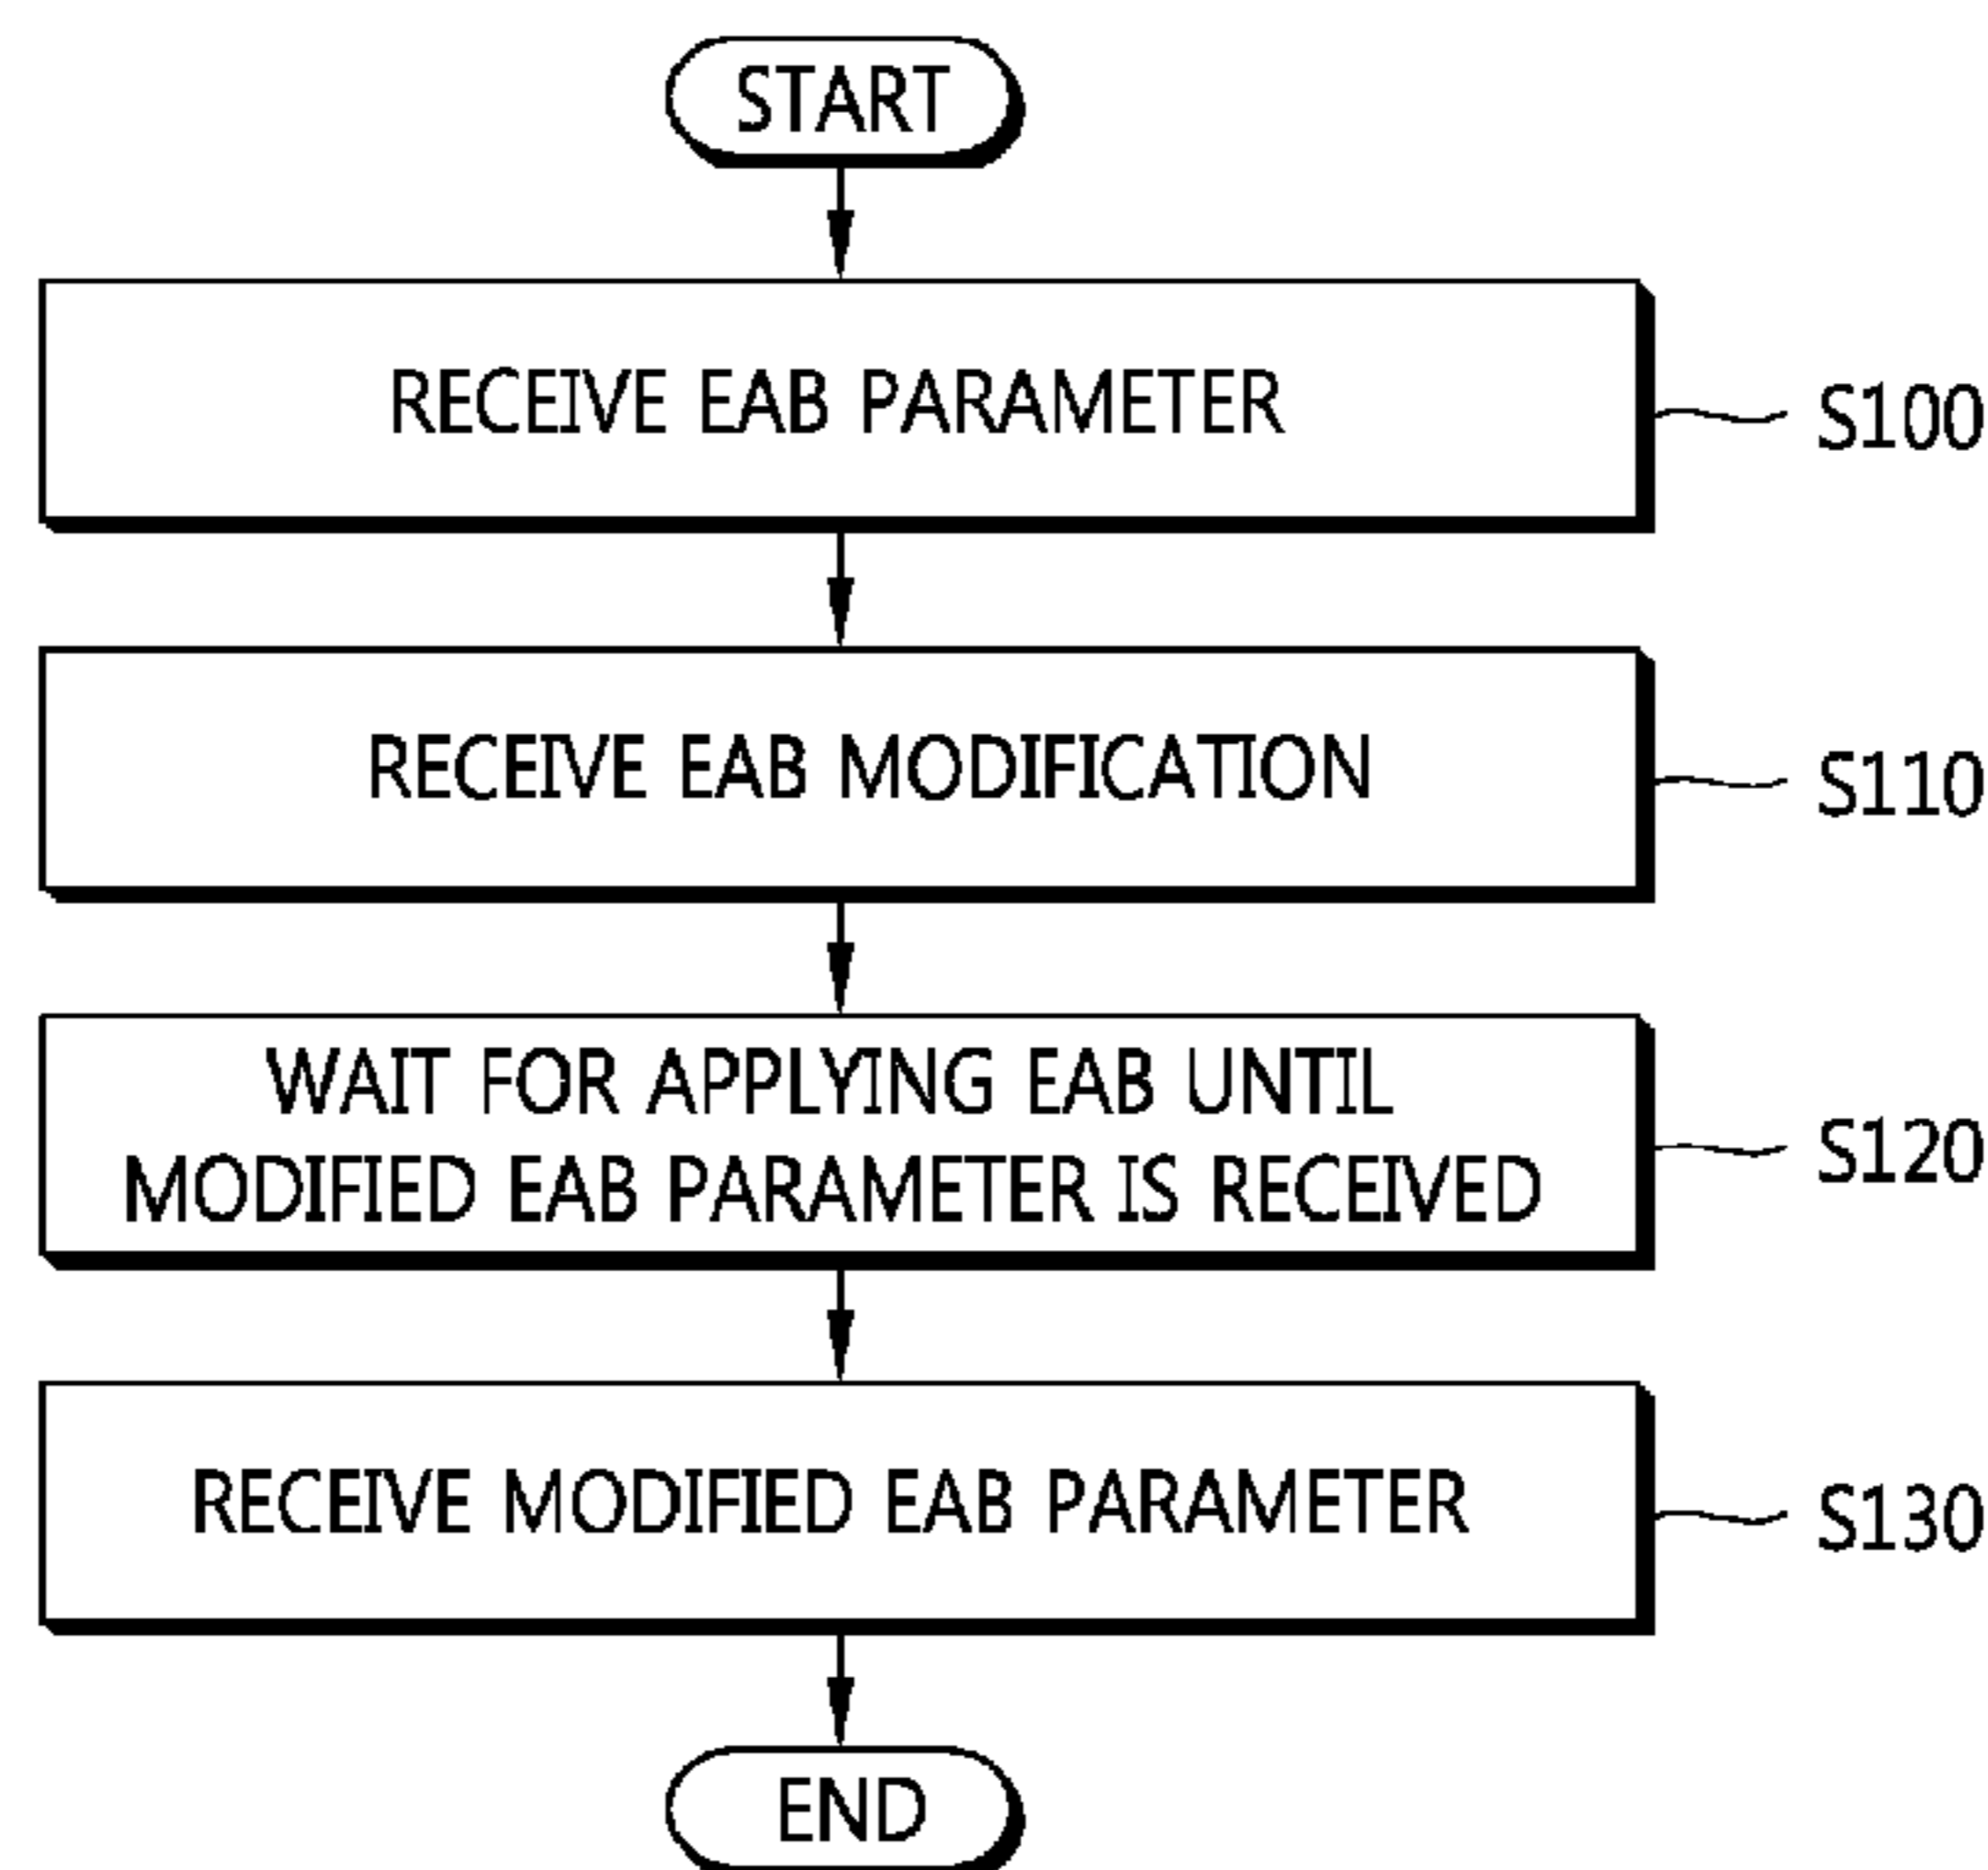 START
RECEIVE EAB PARAMETER
S100
RECEIVE EAB MODIFICATION
S110
WAIT FOR APPLYING EAB UNTIL
MODIFIED EAB PARAMETER IS RECEIVED
S120
RECEIVE MODIFIED EAB PARAMETER
S130
END